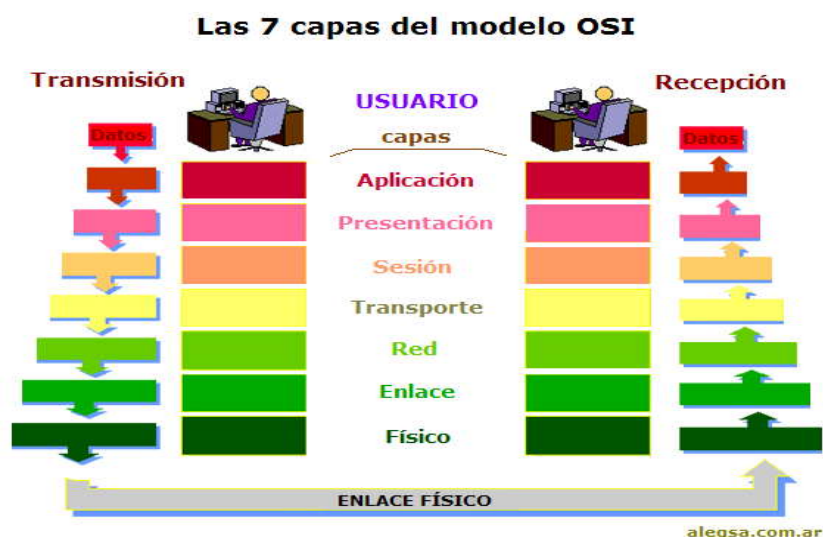 Las 7 capas del modelo OSI
Transmisión
Recepción
USUARIO
Datos
capas
Datos
Aplicación
Presentación
Sesión
Transporte
Red
Enlace
Físico
ENLACE FÍSICO
alegsa.com.ar